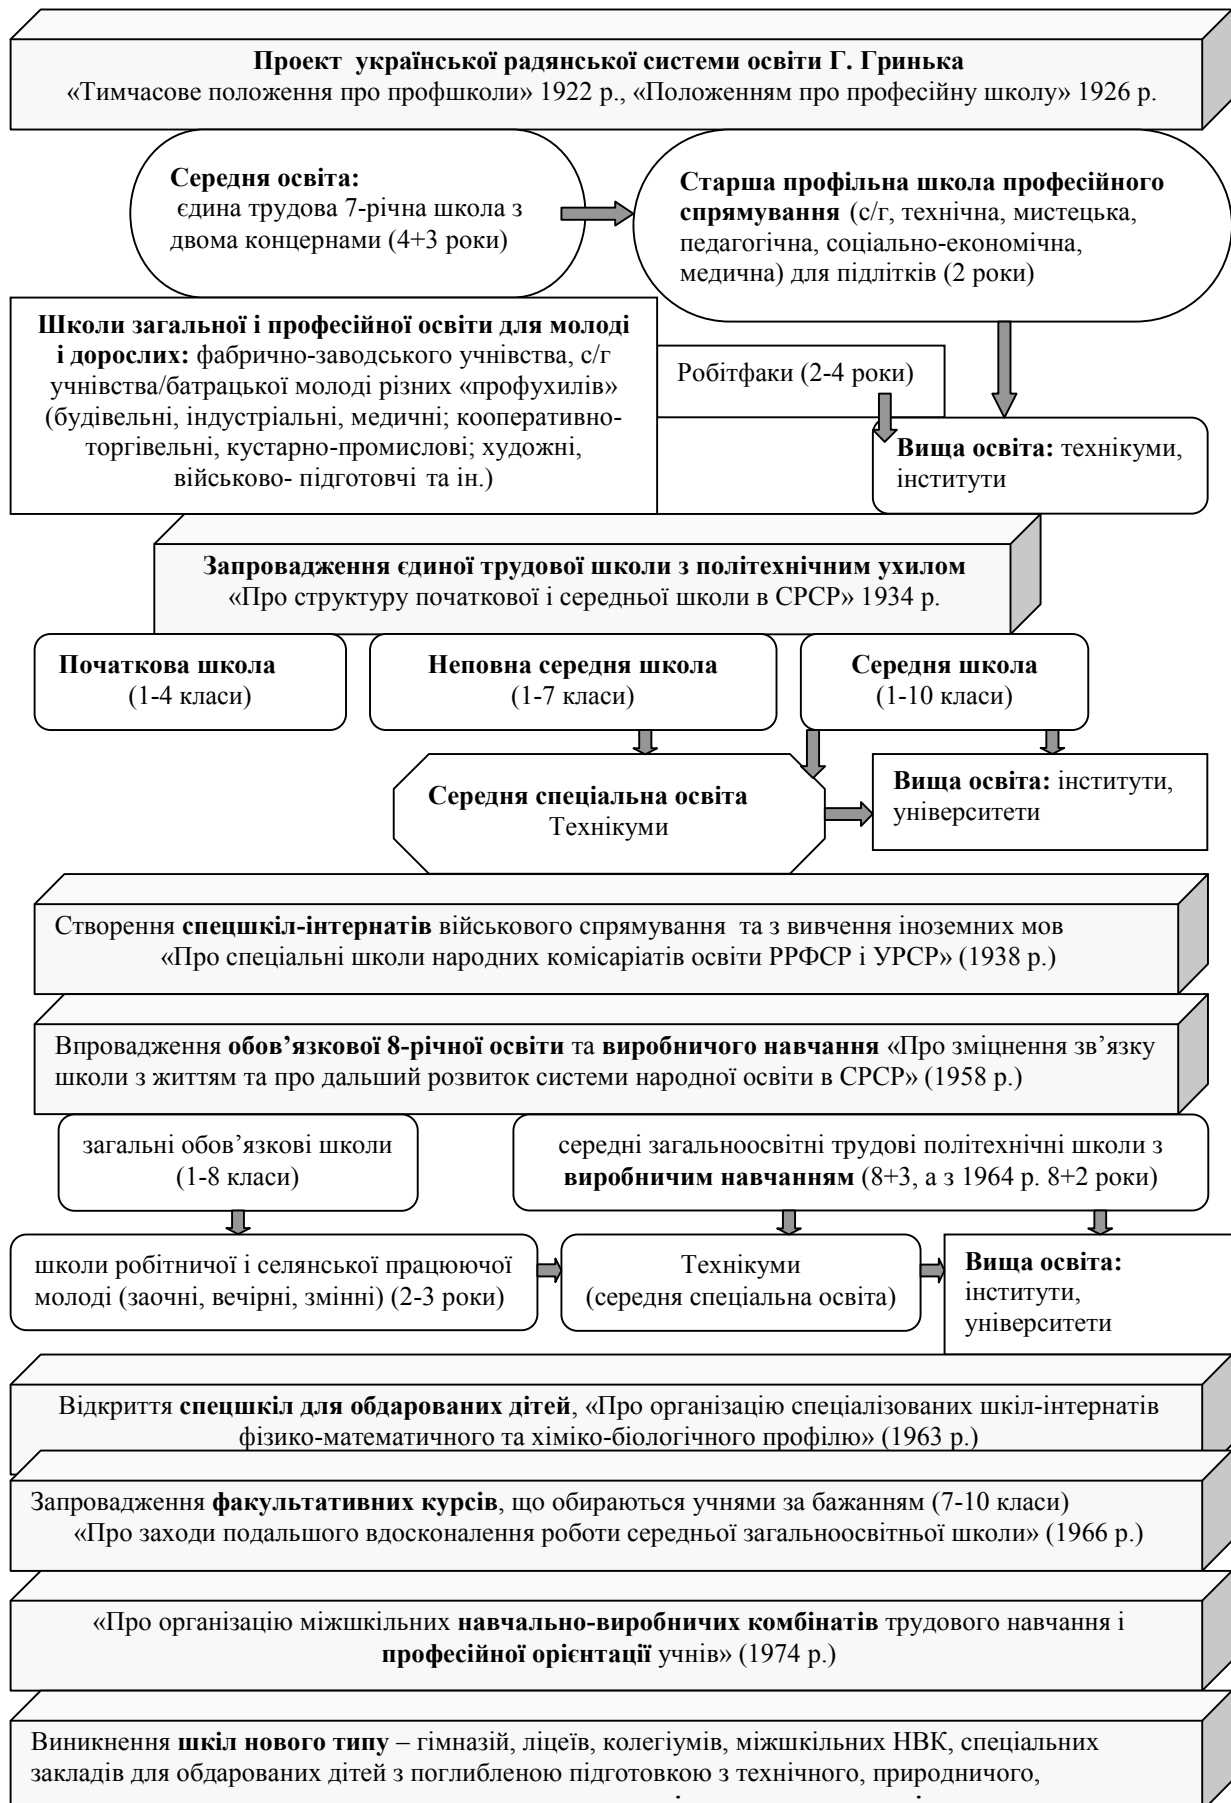 Проект української радянської системи освіти Г. Гринька
«Тимчасове положення про профшколи» 1922 р., «Положенням про професійну школу» 1926 р.
Середня освіта:
єдина трудова 7-річна школа з
двома концернами (4+3 роки)
Старша профільна школа професійного
спрямування (с/г, технічна, мистецька,
педагогічна, соціально-економічна,
медична) для підлітків (2 роки)
Школи загальної і професійної освіти для молоді
і дорослих: фабрично-заводського учнівства, с/г
учнівства/батрацької молоді різних «профухилів»
(будівельні, індустріальні, медичні; кооперативно-
торгівельні, кустарно-промислові; художні,
військово- підготовчі та ін.)
Робітфаки (2-4 роки)
Вища освіта: технікуми,
інститути
Запровадження єдиної трудової школи з політехнічним ухилом
«Про структуру початкової і середньої школи в СРСР» 1934 р.
Початкова школа
(1-4 класи)
Неповна середня школа
(1-7 класи)
Середня школа
(1-10 класи)
Середня спеціальна освіта
Технікуми
Вища освіта: інститути,
університети
Створення спецшкіл-інтернатів військового спрямування та з вивчення іноземних мов
«Про спеціальні школи народних комісаріатів освіти РРФСР і УРСР» (1938 р.)
Впровадження обов’язкової 8-річної освіти та виробничого навчання «Про зміцнення зв’язку
школи з життям та про дальший розвиток системи народної освіти в СРСР» (1958 р.)
загальні обов’язкові школи
(1-8 класи)
середні загальноосвітні трудові політехнічні школи з
виробничим навчанням (8+3, а з 1964 р. 8+2 роки)
школи робітничої і селянської працюючої
молоді (заочні, вечірні, змінні) (2-3 роки)
Технікуми
(середня спеціальна освіта)
Вища освіта:
інститути,
університети
Відкриття спецшкіл для обдарованих дітей, «Про організацію спеціалізованих шкіл-інтернатів
фізико-математичного та хіміко-біологічного профілю» (1963 р.)
Запровадження факультативних курсів, що обираються учнями за бажанням (7-10 класи)
«Про заходи подальшого вдосконалення роботи середньої загальноосвітньої школи» (1966 р.)
«Про організацію міжшкільних навчально-виробничих комбінатів трудового навчання і
професійної орієнтації учнів» (1974 р.)
Виникнення шкіл нового типу – гімназій, ліцеїв, колегіумів, міжшкільних НВК, спеціальних
закладів для обдарованих дітей з поглибленою підготовкою з технічного, природничого,